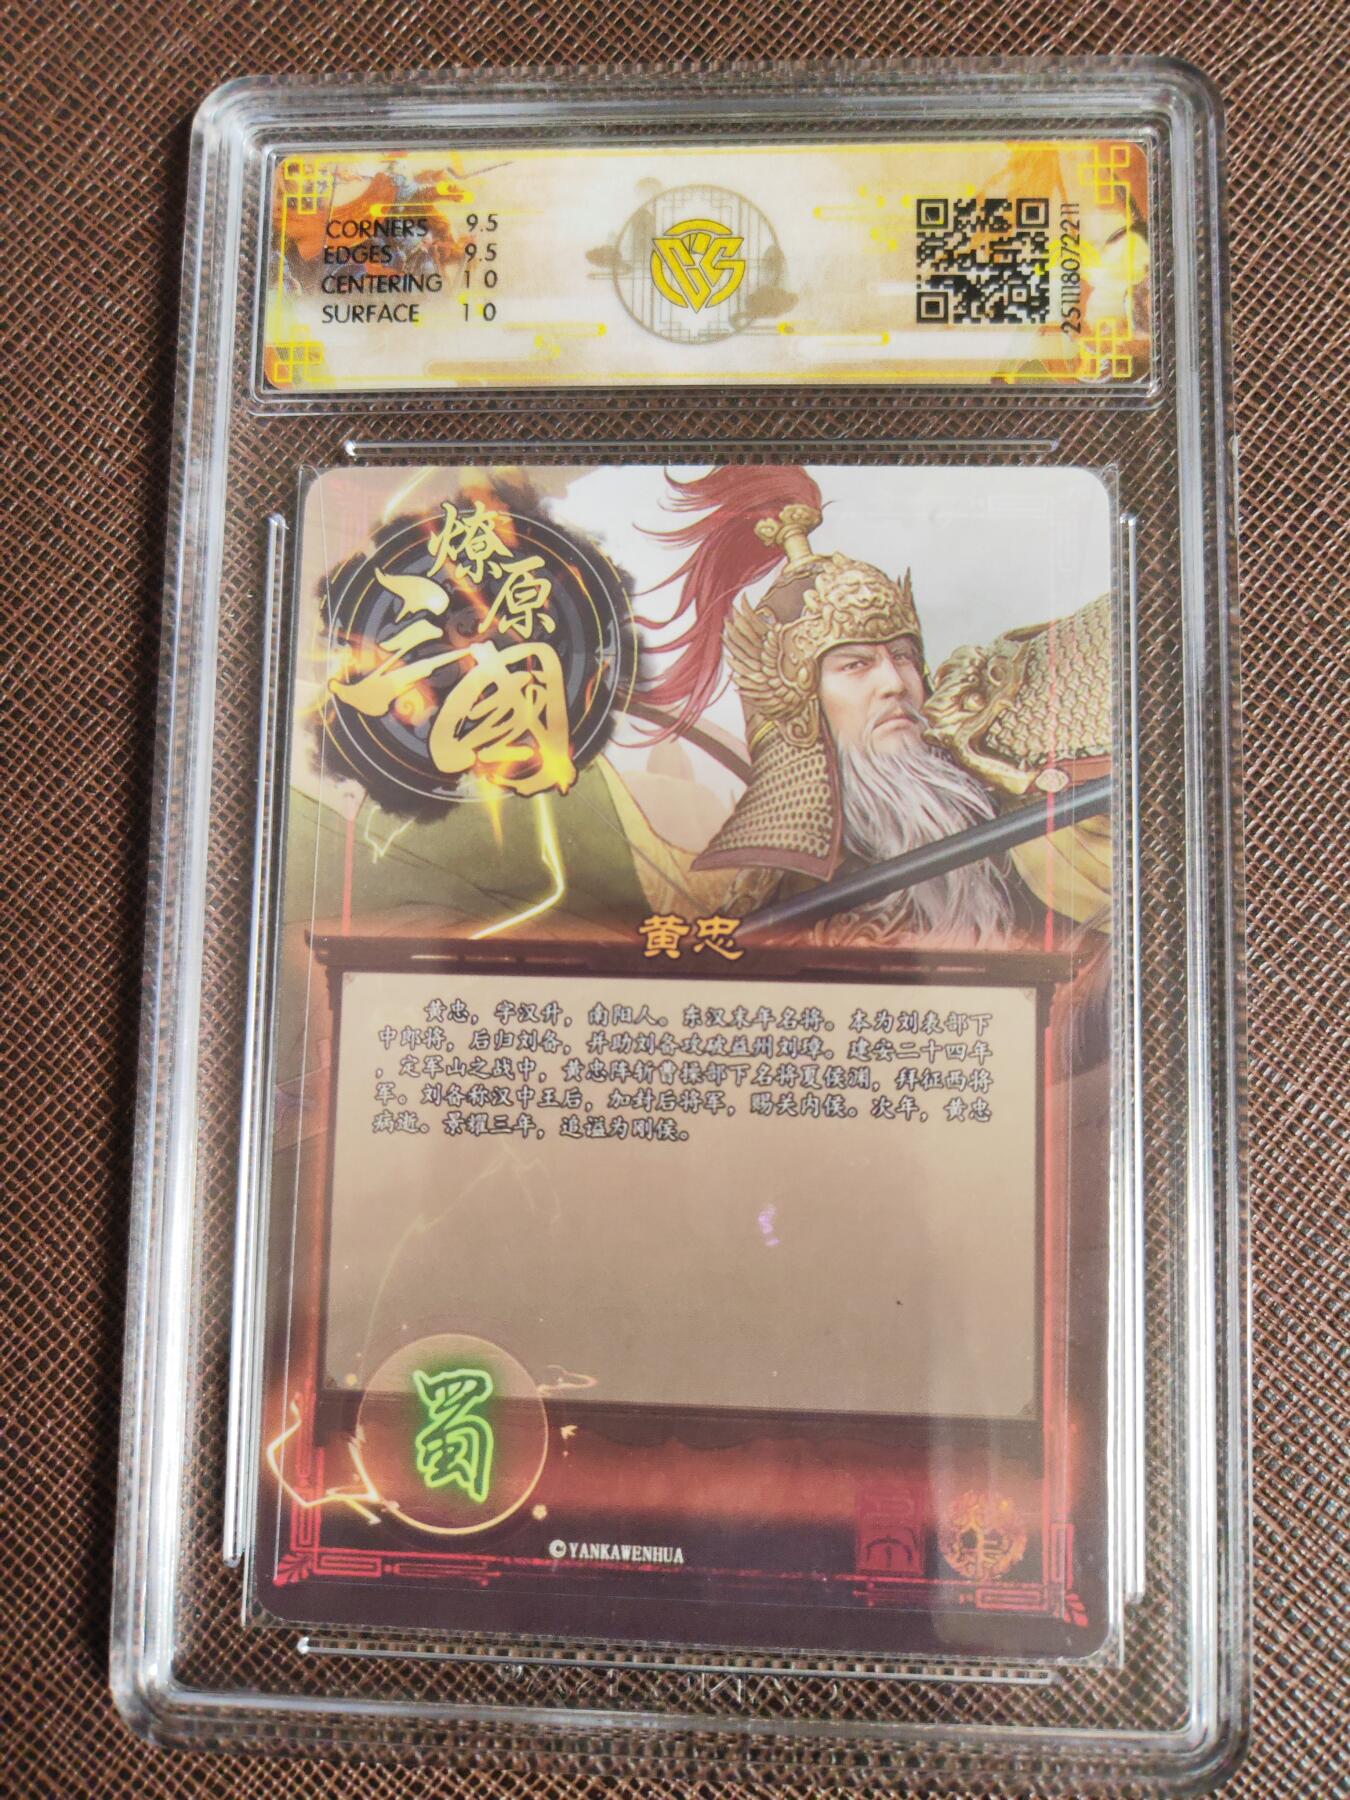 CORNERS 9.5
EDGES 9.5
CENTERING 10
SURFACE 10
251118072211
燎原
三國
黄忠
黄忠，字汉升，南阳人。东汉末年名将。本为刘表部下
中郎将，后归刘备，并助刘备攻破益州刘璋。建安二十四年
，定军山之战中，黄忠阵斩曹操部下名将夏侯渊，拜征西将
军。刘备称汉中王后，加封后将军，赐关内侯。次年，黄忠
病逝。景耀三年，追谥为刚侯。
蜀
©YANKAWENHUA